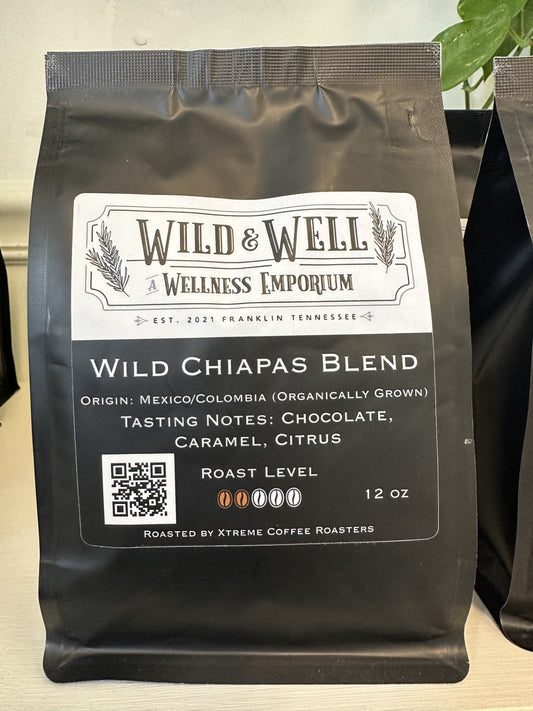 WILD & WELL
A WELLNESS EMPORIUM
EST. 2021 FRANKLIN TENNESSEE
WILD CHIAPAS BLEND
ORIGIN: MEXICO/COLOMBIA (ORGANICALLY GROWN)
TASTING NOTES: CHOCOLATE,
CARAMEL, CITRUS
ROAST LEVEL
12 OZ
ROASTED BY XTREME COFFEE ROASTERS